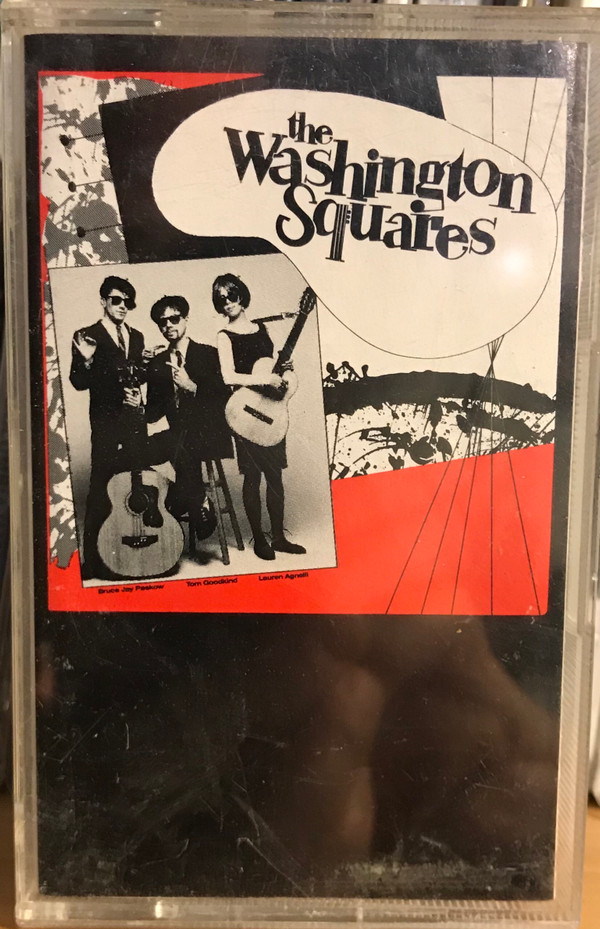 the
Washington
Squares
Bruce Jay Paskow
Tom Goodkind
Lauren Agnelli